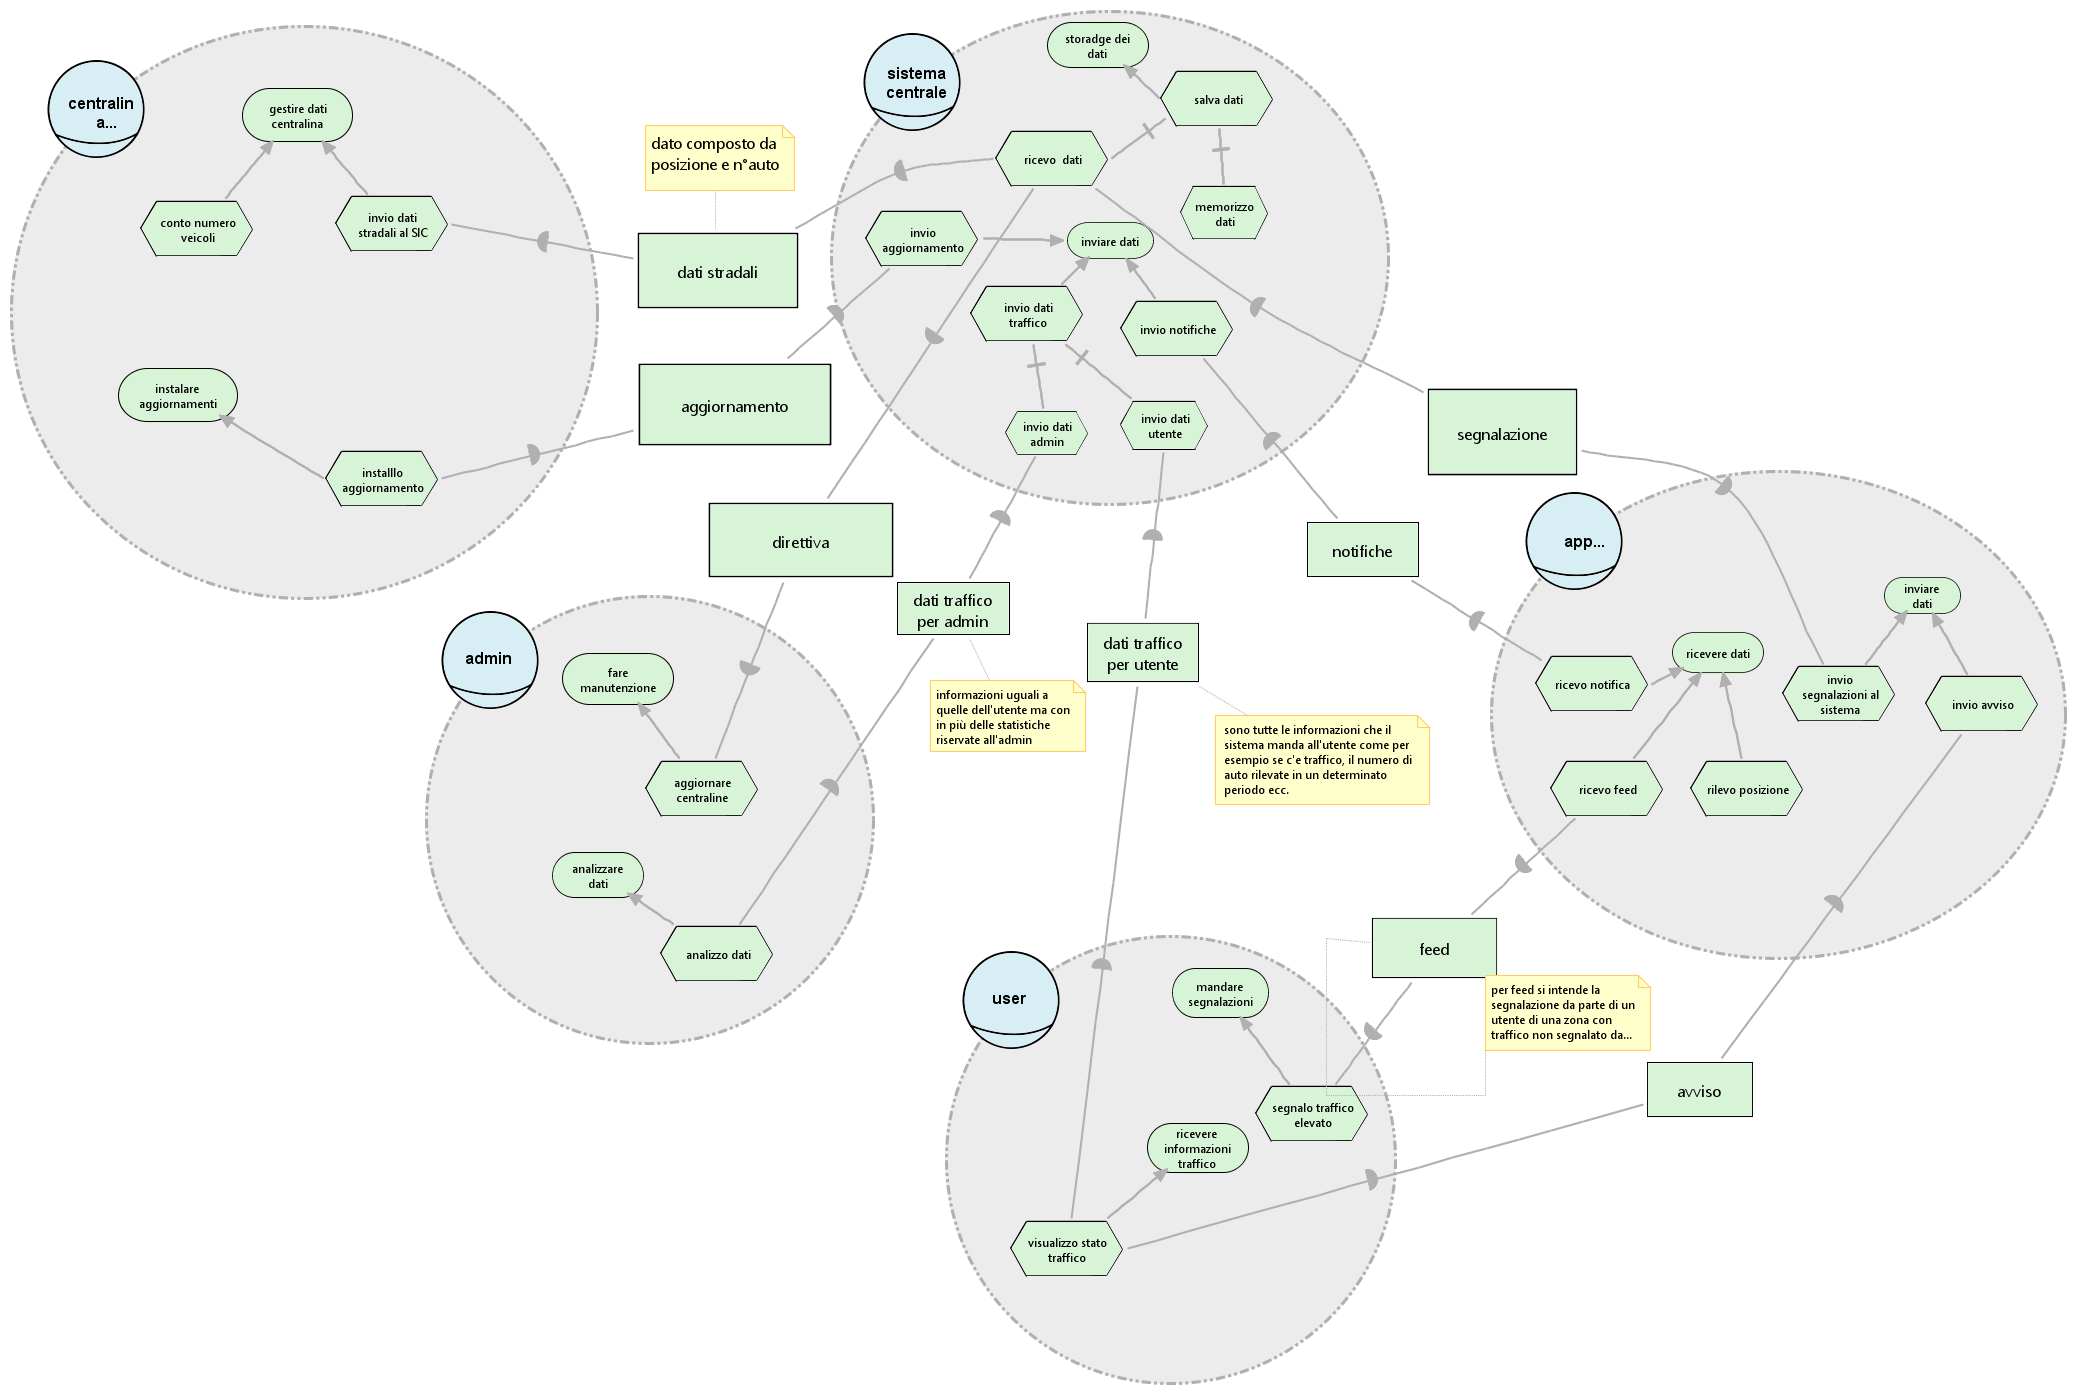 centralin
a...
gestire dati
centralina
conto numero
veicoli
invio dati
stradali al SIC
instalare
aggiornamenti
installlo
aggiornamento
dato composto da
posizione e n°auto
dati stradali
aggiornamento
direttiva
sistema
centrale
storadge dei
dati
salva dati
ricevo dati
memorizzo
dati
invio
aggiornamento
inviare dati
invio dati
traffico
invio notifiche
invio dati
admin
invio dati
utente
segnalazione
notifiche
dati traffico
per admin
dati traffico
per utente
informazioni uguali a
quelle dell'utente ma con
in più delle statistiche
riservate all'admin
sono tutte le informazioni che il
sistema manda all'utente come per
esempio se c'e traffico, il numero di
auto rilevate in un determinato
periodo ecc.
admin
fare
manutenzione
aggiornare
centraline
analizzare
dati
analizzo dati
app...
inviare
dati
ricevere dati
ricevo notifica
invio
segnalazioni al
sistema
invio avviso
ricevo feed
rilevo posizione
feed
per feed si intende la
segnalazione da parte di un
utente di una zona con
traffico non segnalato da...
avviso
user
mandare
segnalazioni
segnalo traffico
elevato
ricevere
informazioni
traffico
visualizzo stato
traffico